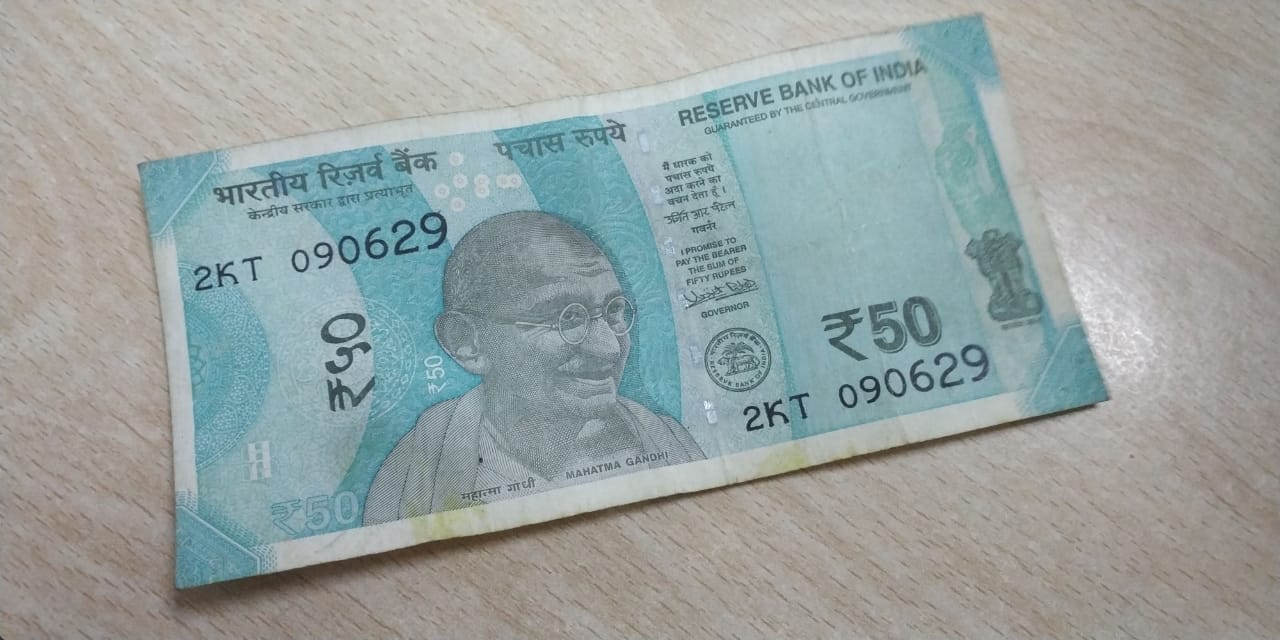 भारतीय रिज़र्व बैंक
केन्द्रीय सरकार द्वारा प्रत्याभूत
2KT 090629
₹५०
₹50
₹50
महात्मा गांधी
MAHATMA GANDHI
पचास रुपये
मैं धारक को
पचास रुपये
अदा करने का
वचन देता हूँ।
उर्जित आर पटेल
गवर्नर
I PROMISE TO
PAY THE BEARER
THE SUM OF
FIFTY RUPEES
GOVERNOR
भारतीय रिज़र्व बैंक
RESERVE BANK OF INDIA
RESERVE BANK OF INDIA
GUARANTEED BY THE CENTRAL GOVERNMENT
₹50
2KT 090629